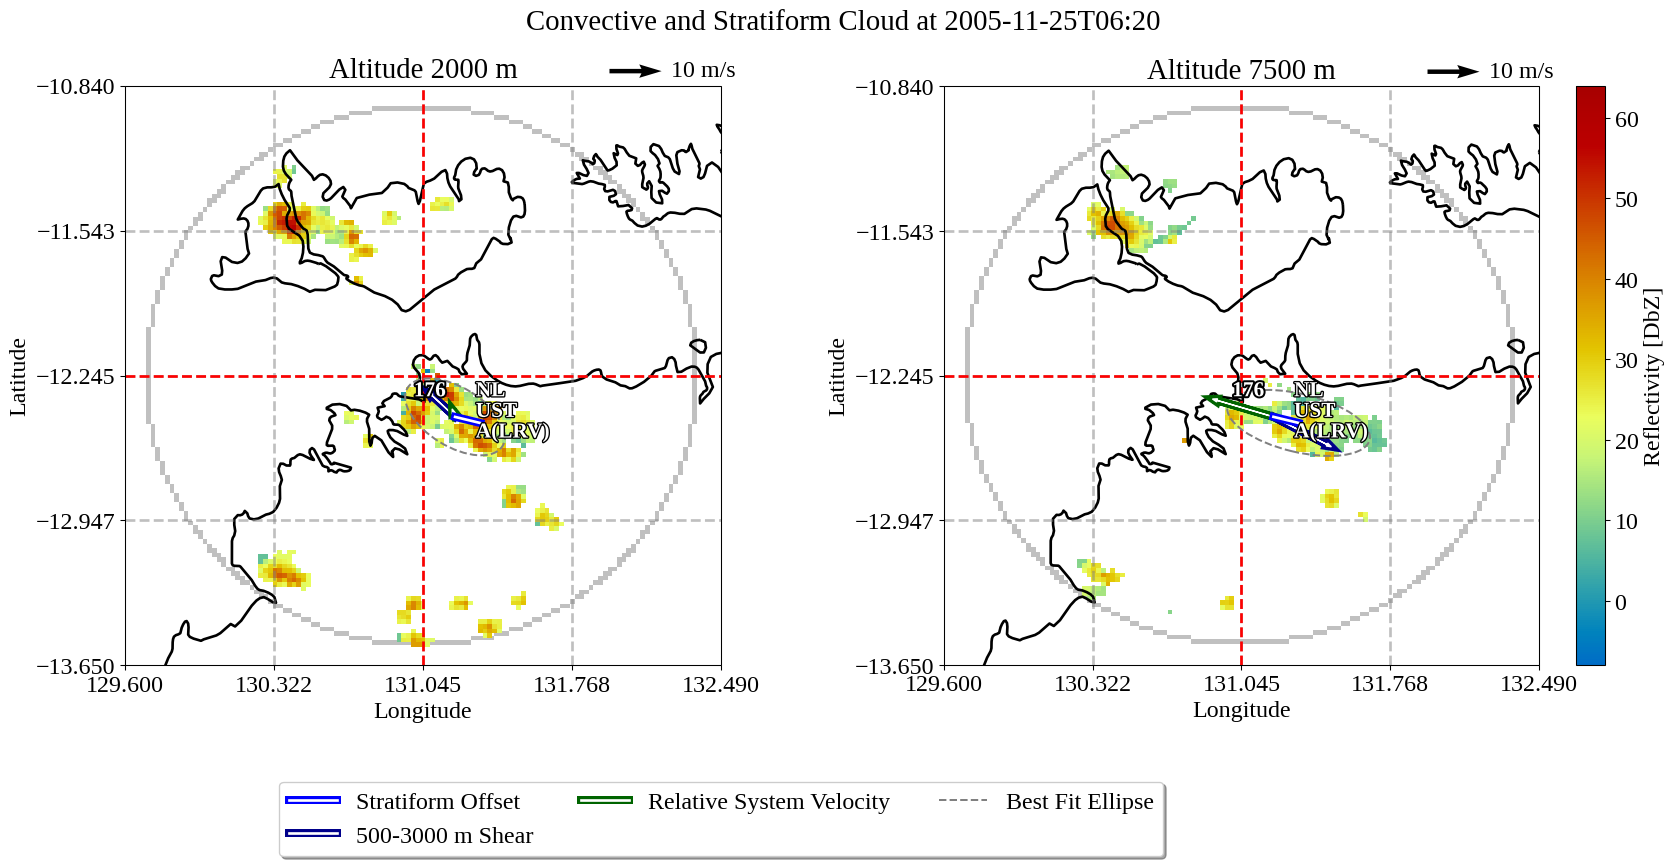 Convective and Stratiform Cloud at 2005-11-25T06:20
Altitude 2000 m
10 m/s
Altitude 7500 m
10 m/s
−10.840
−11.543
−12.245
−12.947
−13.650
129.600
130.322
131.045
131.768
132.490
Latitude
Longitude
176
NL
UST
A(LRV)
−10.840
−11.543
−12.245
−12.947
−13.650
129.600
130.322
131.045
131.768
132.490
Latitude
Longitude
176
NL
UST
A(LRV)
60
50
40
30
20
10
0
Reflectivity [DbZ]
Stratiform Offset
500-3000 m Shear
Relative System Velocity
Best Fit Ellipse